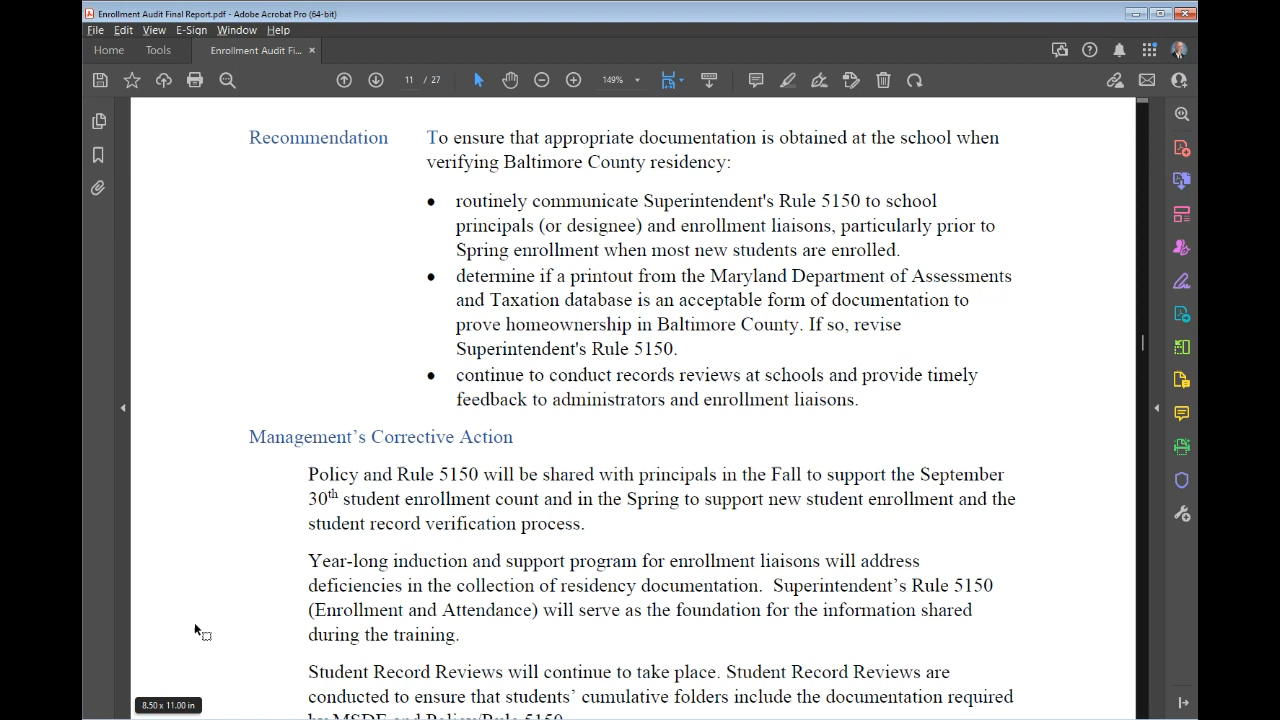 Enrollment Audit Final Report.pdf - Adobe Acrobat Pro (64-bit)
File Edit View E-Sign Window Help
Home Tools Enrollment Audit Fi... ×
11 / 27 149%
Recommendation To ensure that appropriate documentation is obtained at the school when
verifying Baltimore County residency:
• routinely communicate Superintendent's Rule 5150 to school
principals (or designee) and enrollment liaisons, particularly prior to
Spring enrollment when most new students are enrolled.
• determine if a printout from the Maryland Department of Assessments
and Taxation database is an acceptable form of documentation to
prove homeownership in Baltimore County. If so, revise
Superintendent's Rule 5150.
• continue to conduct records reviews at schools and provide timely
feedback to administrators and enrollment liaisons.
Management's Corrective Action
Policy and Rule 5150 will be shared with principals in the Fall to support the September
30th student enrollment count and in the Spring to support new student enrollment and the
student record verification process.
Year-long induction and support program for enrollment liaisons will address
deficiencies in the collection of residency documentation.  Superintendent's Rule 5150
(Enrollment and Attendance) will serve as the foundation for the information shared
during the training.
Student Record Reviews will continue to take place. Student Record Reviews are
conducted to ensure that students' cumulative folders include the documentation required
by MSDE and Policy/Rule 5150.
8.50 x 11.00 in